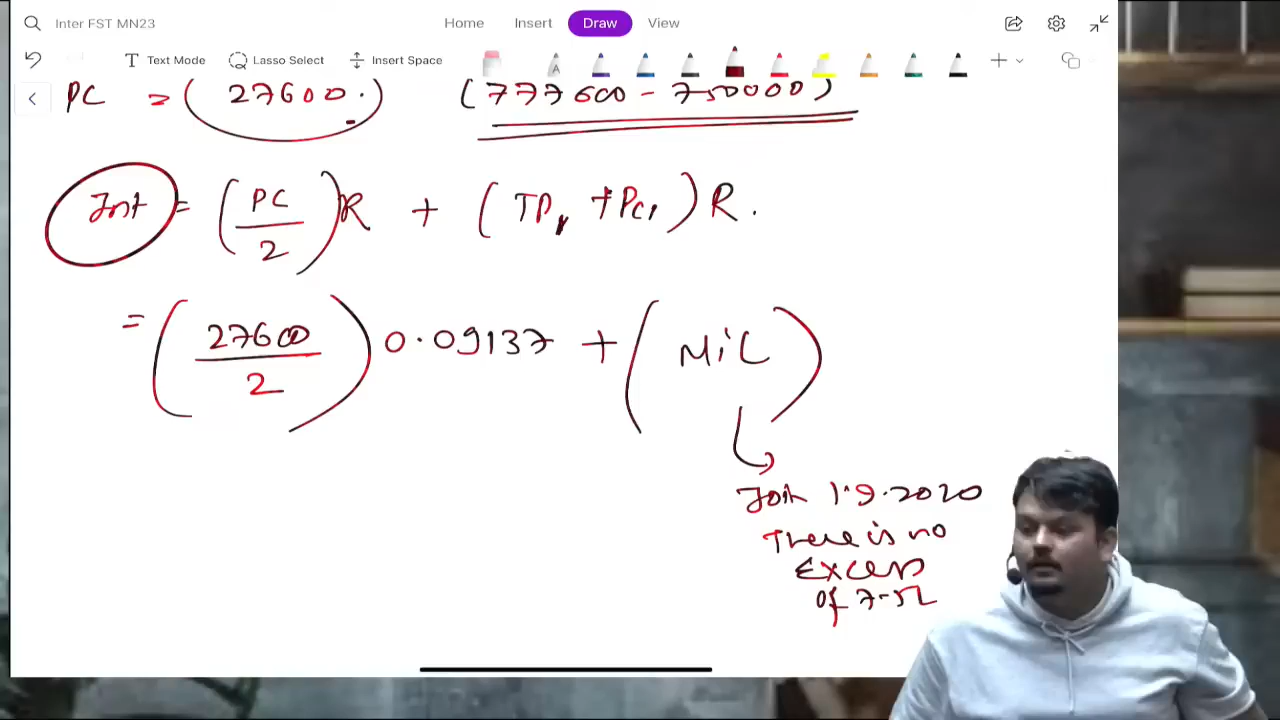 Inter FST MN23
Home Insert Draw View
T Text Mode Lasso Select Insert Space A
PC = (27600.) (777600 - 750000)
Int = (PC/2)R + (TP1 + PC1)R.
= (27600/2) 0.09137 + (NiL)
Join 1.9.2020
There is no
Excess
of 7.5L